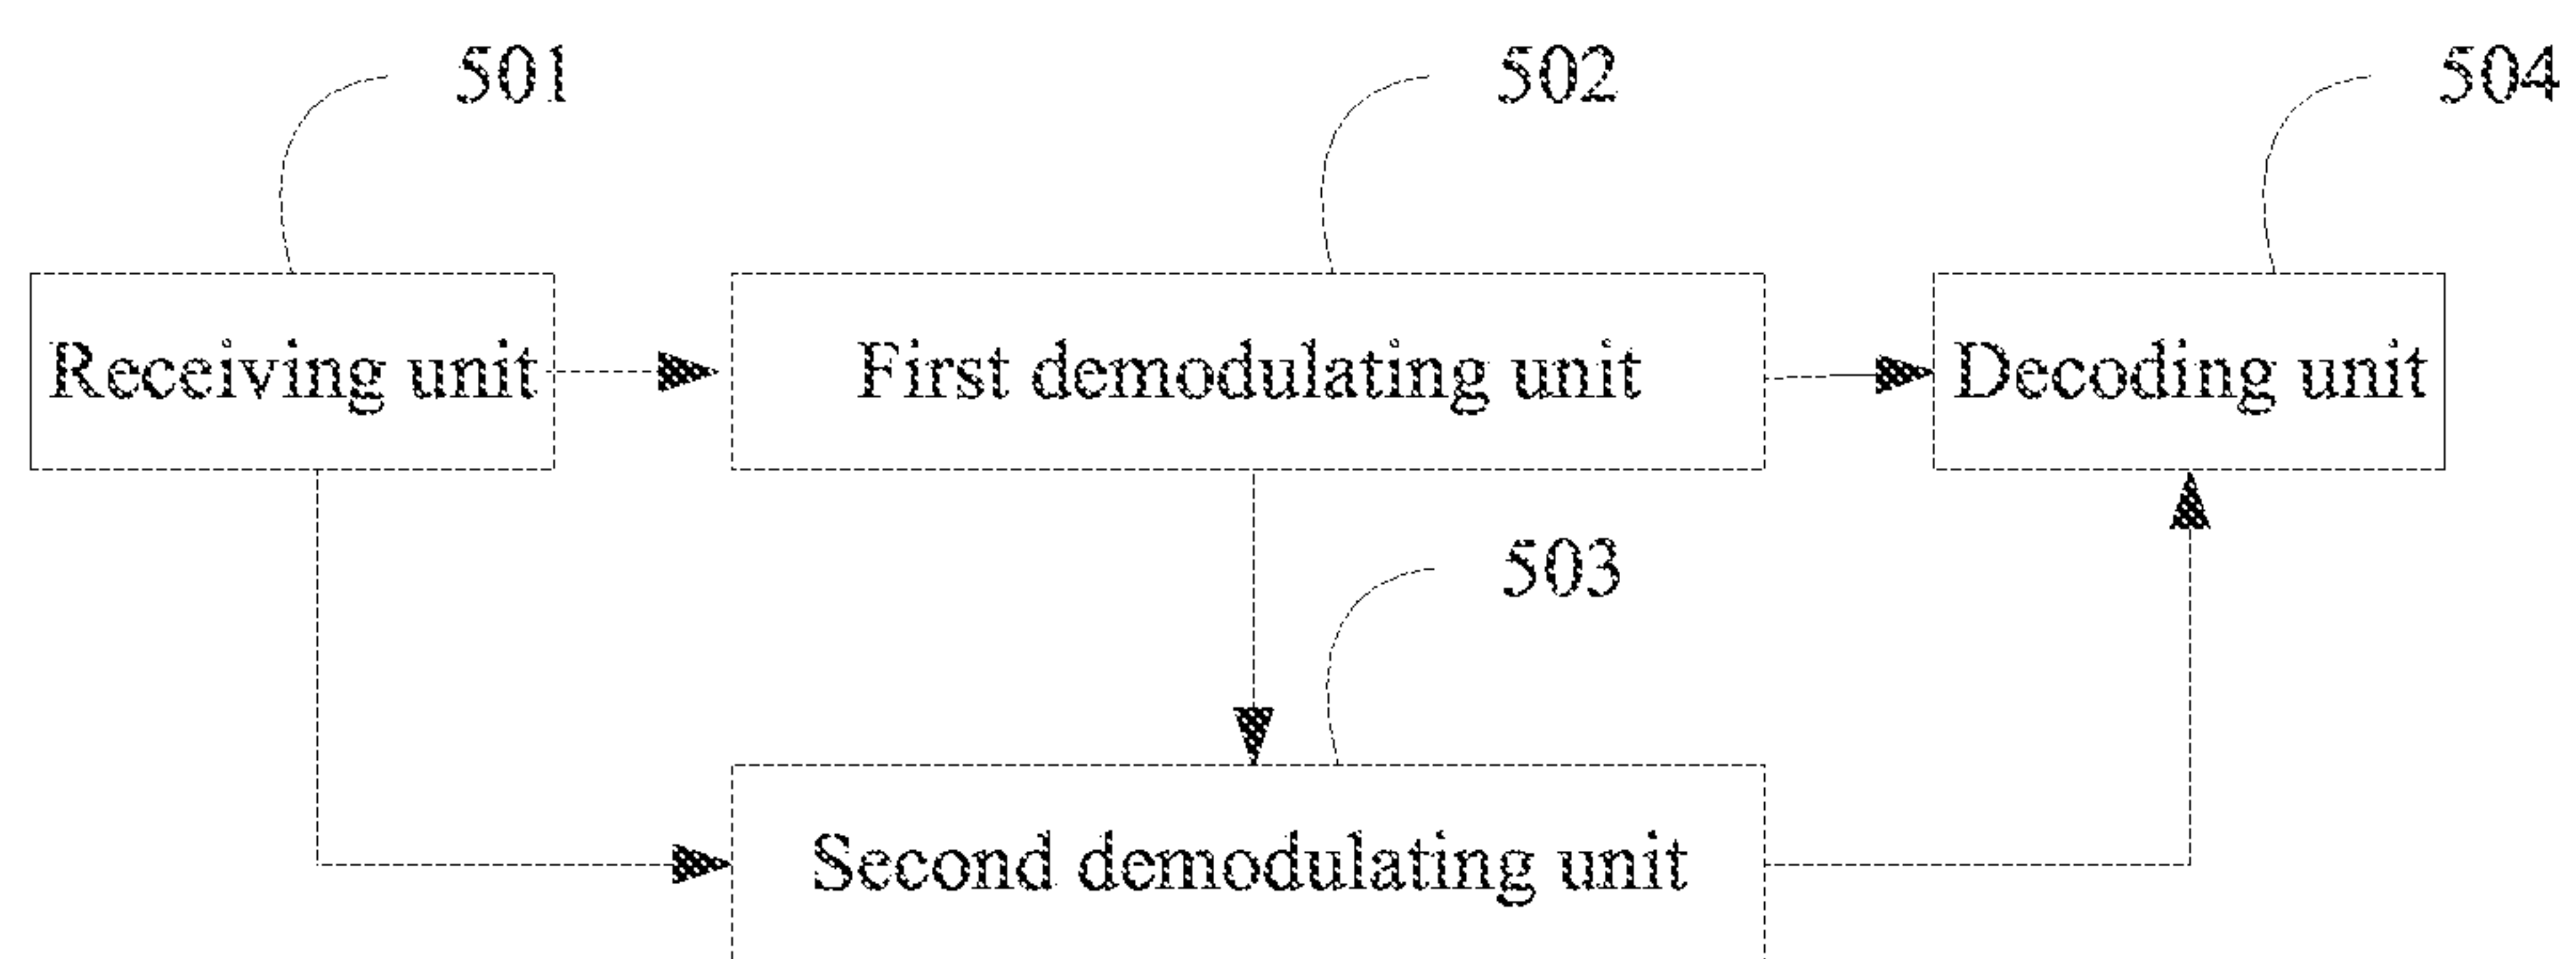 501
502
504
Receiving unit
First demodulating unit
Decoding unit
503
Second demodulating unit